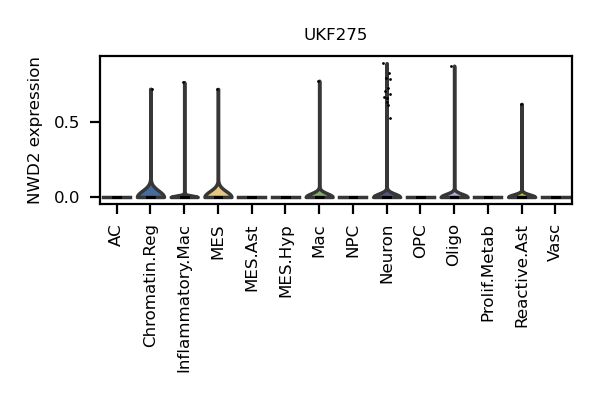 UKF275
NWD2 expression
0.5
0.0
AC
Chromatin.Reg
Inflammatory.Mac
MES
MES.Ast
MES.Hyp
Mac
NPC
Neuron
OPC
Oligo
Prolif.Metab
Reactive.Ast
Vasc